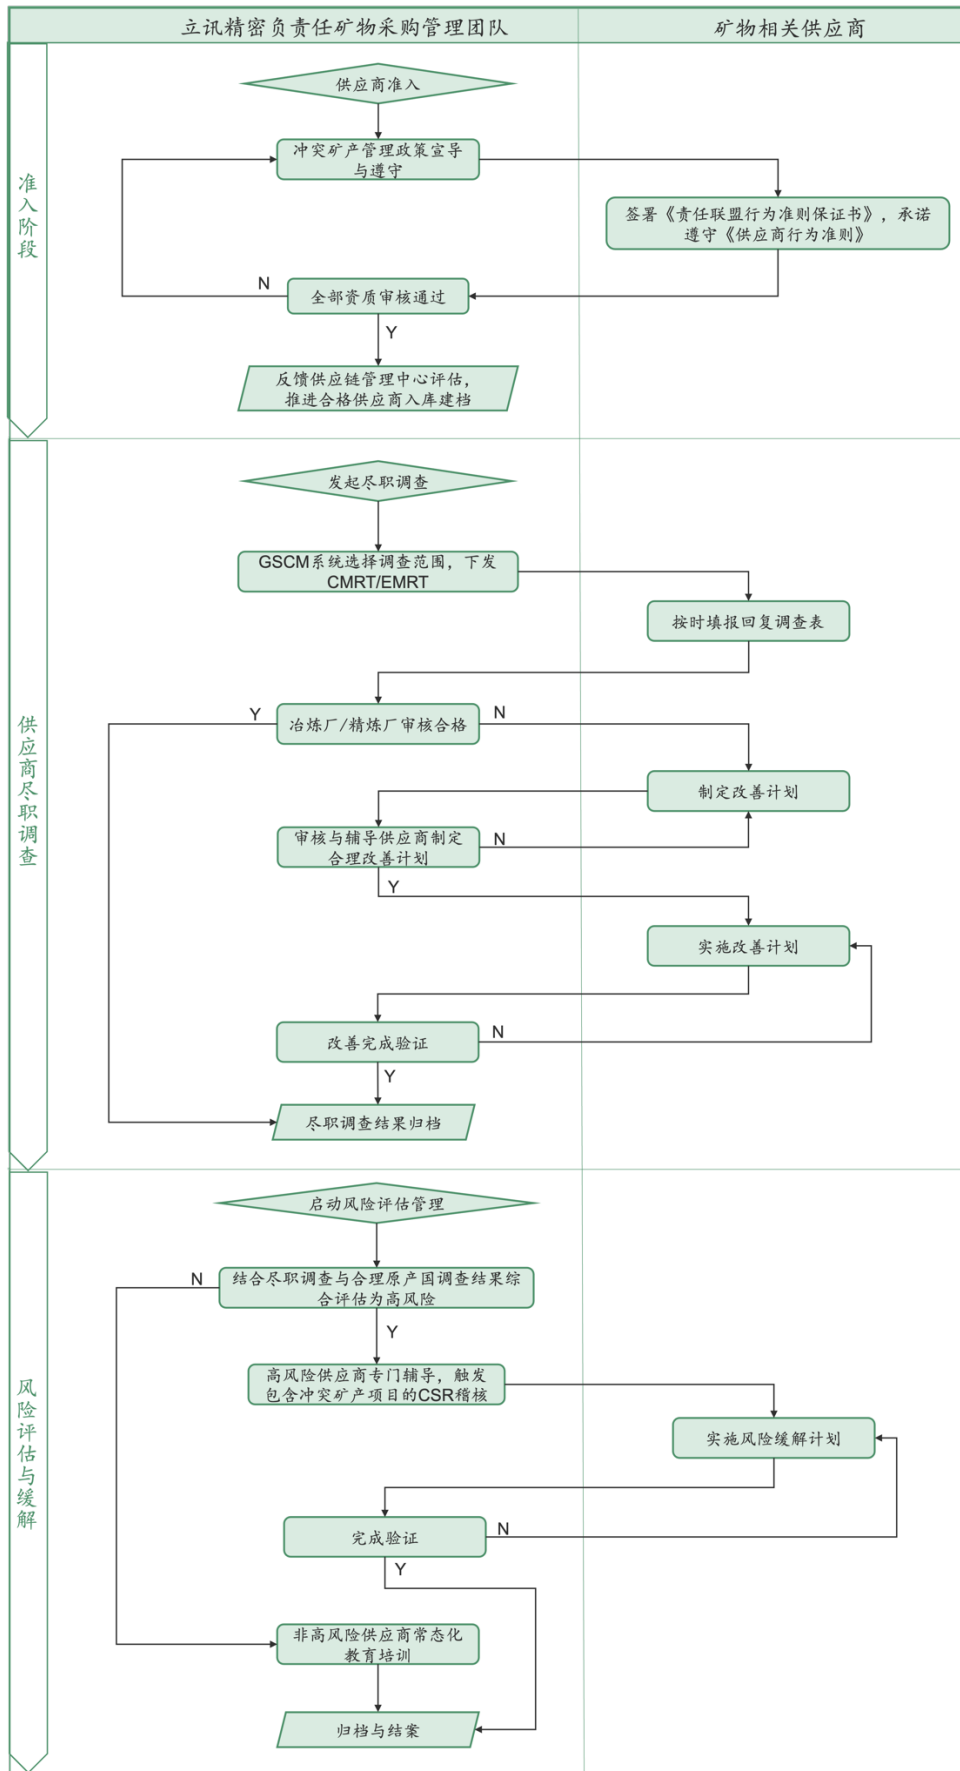 立讯精密负责任矿物采购管理团队
矿物相关供应商
准入阶段
供应商准入
冲突矿产管理政策宣导
与遵守
签署《责任联盟行为准则保证书》，承诺
遵守《供应商行为准则》
N
全部资质审核通过
Y
反馈供应链管理中心评估，
推进合格供应商入库建档
供应商尽职调查
发起尽职调查
GSCM系统选择调查范围，下发
CMRT/EMRT
按时填报回复调查表
Y
冶炼厂/精炼厂审核合格
N
制定改善计划
审核与辅导供应商制定
合理改善计划
N
Y
实施改善计划
改善完成验证
N
Y
尽职调查结果归档
风险评估与缓解
启动风险评估管理
N
结合尽职调查与合理原产国调查结果综
合评估为高风险
Y
高风险供应商专门辅导，触发
包含冲突矿产项目的CSR稽核
实施风险缓解计划
完成验证
N
Y
非高风险供应商常态化
教育培训
归档与结案